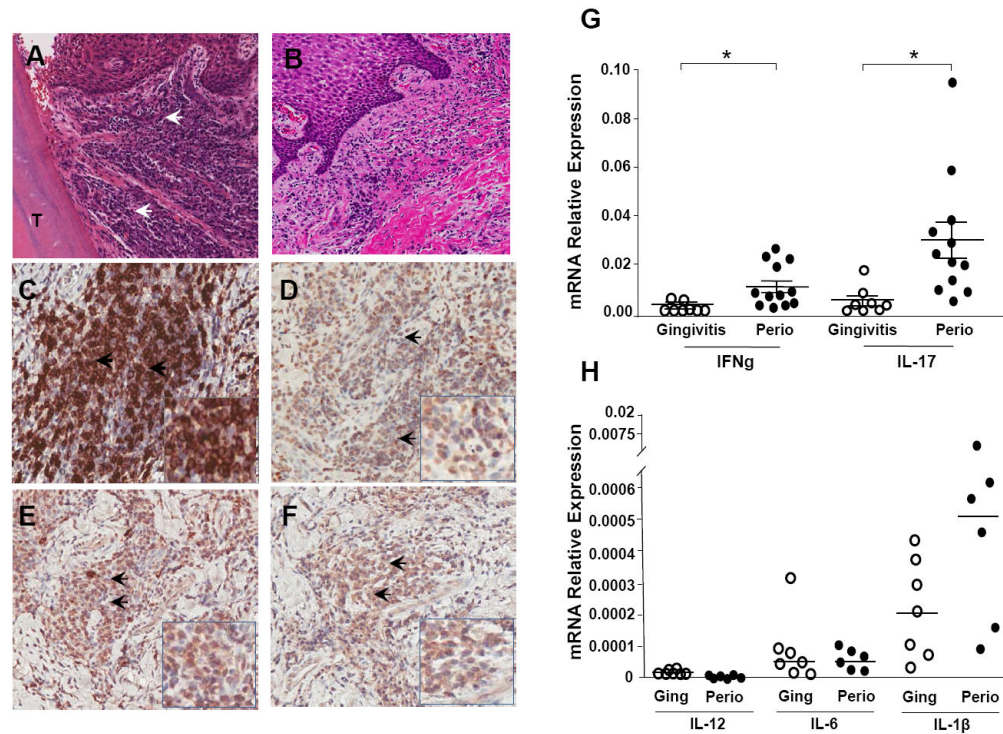 A
T
B
C
D
E
F
G
* *
mRNA Relative Expression
0.10
0.08
0.06
0.04
0.02
0.00
Gingivitis Perio Gingivitis Perio
IFNg IL-17
H
mRNA Relative Expression
0.02
0.0075
0.0006
0.0005
0.0004
0.0003
0.0002
0.0001
0
Ging Perio Ging Perio Ging Perio
IL-12 IL-6 IL-1β